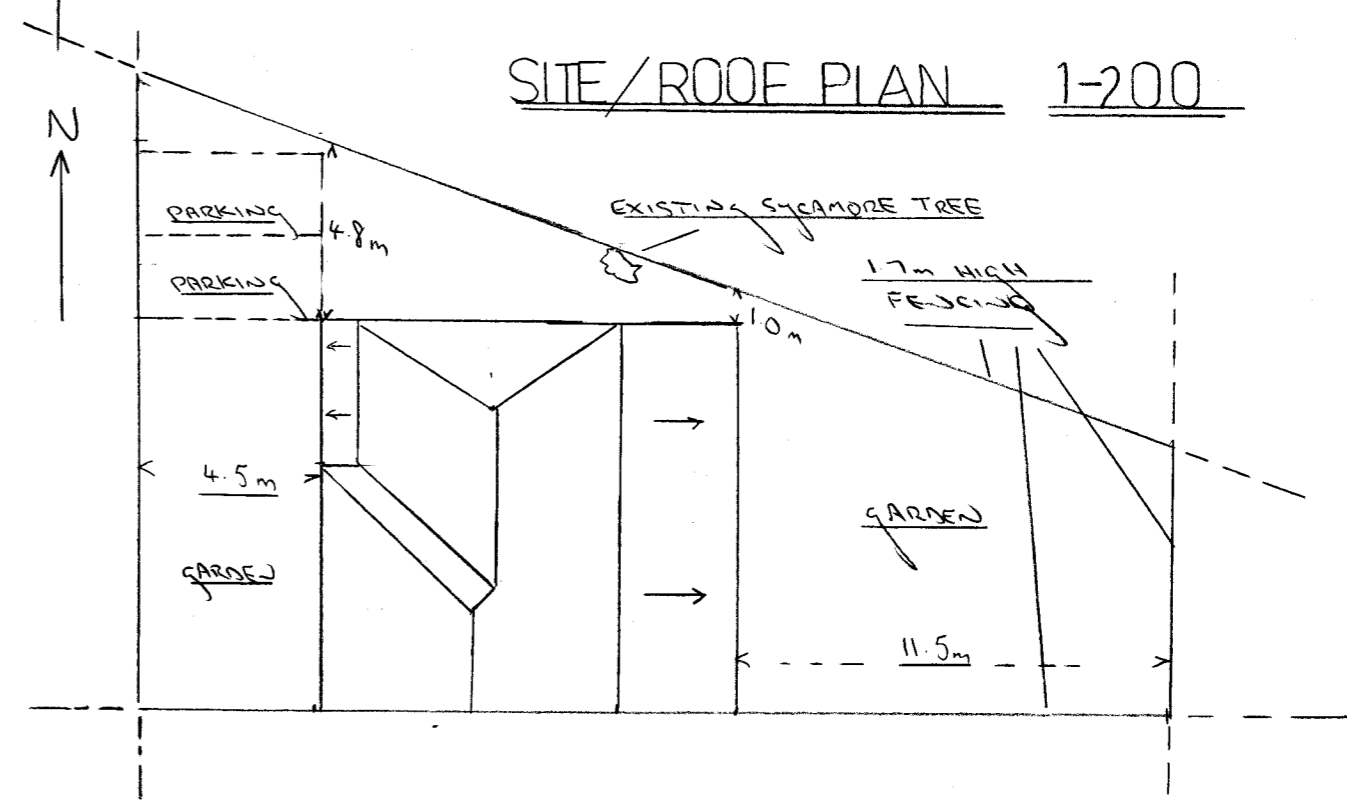 SITE/ROOF PLAN 1-200
N
PARKING
4.8m
EXISTING SYCAMORE TREE
1.7m HIGH
FENCING
PARKING
1.0m
4.5m
GARDEN
GARDEN
11.5m